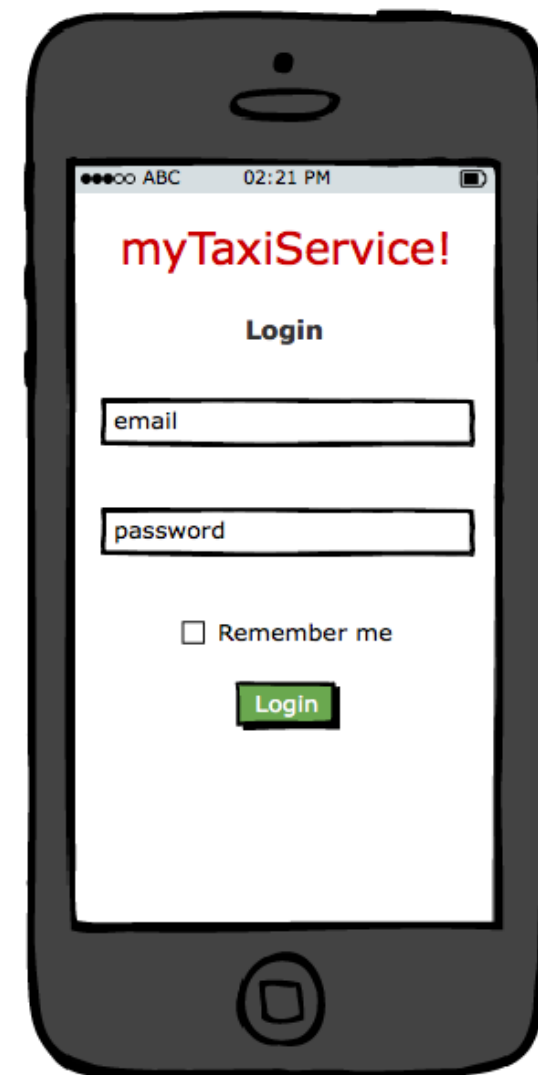 ABC 02:21 PM
myTaxiService!
Login
email
password
Remember me
Login